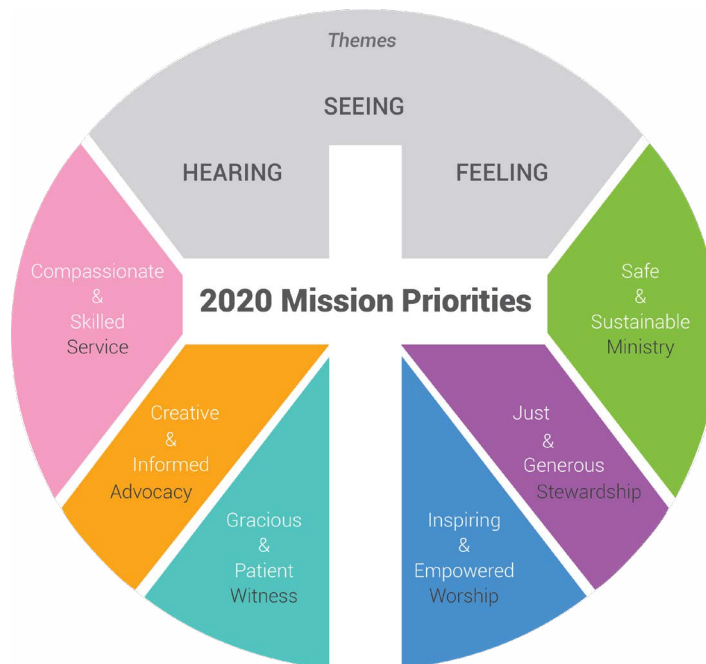 Themes
SEEING
HEARING
FEELING
2020 Mission Priorities
Compassionate
&
Skilled
Service
Creative
&
Informed
Advocacy
Gracious
&
Patient
Witness
Inspiring
&
Empowered
Worship
Just
&
Generous
Stewardship
Safe
&
Sustainable
Ministry